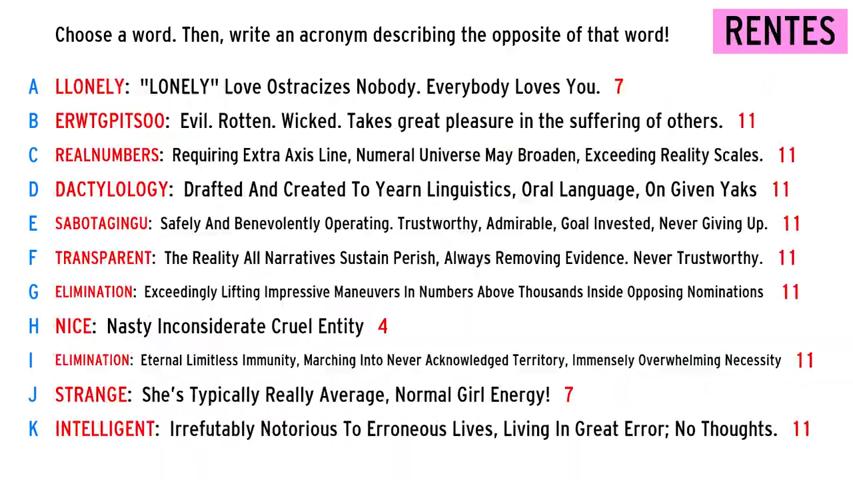 Choose a word. Then, write an acronym describing the opposite of that word!
RENTES
A LLONELY: "LONELY" Love Ostracizes Nobody. Everybody Loves You. 7
B ERWTGPITSOO: Evil. Rotten. Wicked. Takes great pleasure in the suffering of others. 11
C REALNUMBERS: Requiring Extra Axis Line, Numeral Universe May Broaden, Exceeding Reality Scales. 11
D DACTYLOLOGY: Drafted And Created To Yearn Linguistics, Oral Language, On Given Yaks 11
E SABOTAGINGU: Safely And Benevolently Operating. Trustworthy, Admirable, Goal Invested, Never Giving Up. 11
F TRANSPARENT: The Reality All Narratives Sustain Perish, Always Removing Evidence. Never Trustworthy. 11
G ELIMINATION: Exceedingly Lifting Impressive Maneuvers In Numbers Above Thousands Inside Opposing Nominations 11
H NICE: Nasty Inconsiderate Cruel Entity 4
I ELIMINATION: Eternal Limitless Immunity, Marching Into Never Acknowledged Territory, Immensely Overwhelming Necessity 11
J STRANGE: She's Typically Really Average, Normal Girl Energy! 7
K INTELLIGENT: Irrefutably Notorious To Erroneous Lives, Living In Great Error; No Thoughts. 11